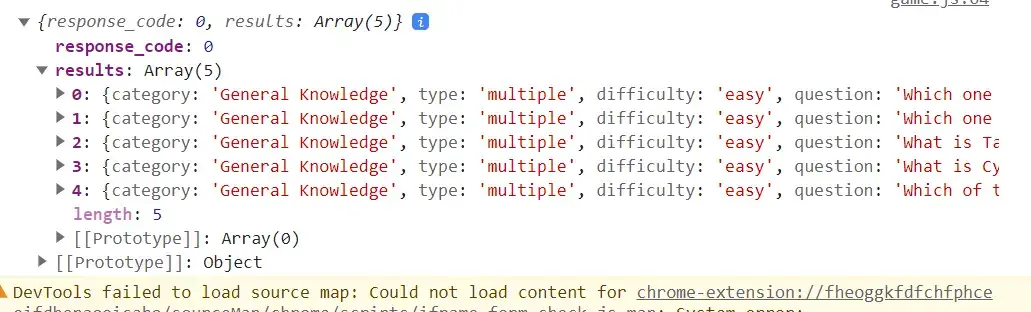 game.js:64
▼ {response_code: 0, results: Array(5)} i
response_code: 0
▼ results: Array(5)
▶ 0: {category: 'General Knowledge', type: 'multiple', difficulty: 'easy', question: 'Which one
▶ 1: {category: 'General Knowledge', type: 'multiple', difficulty: 'easy', question: 'Which one
▶ 2: {category: 'General Knowledge', type: 'multiple', difficulty: 'easy', question: 'What is Ta
▶ 3: {category: 'General Knowledge', type: 'multiple', difficulty: 'easy', question: 'What is Cy
▶ 4: {category: 'General Knowledge', type: 'multiple', difficulty: 'easy', question: 'Which of t
length: 5
▶ [[Prototype]]: Array(0)
▶ [[Prototype]]: Object
DevTools failed to load source map: Could not load content for chrome-extension://fheoggkfdfchfphce